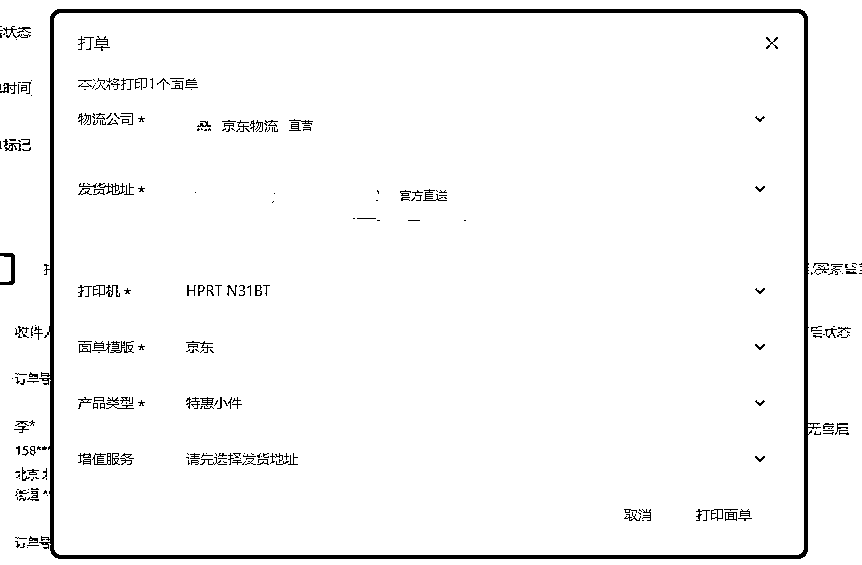 打单
本次将打印1个面单
物流公司 * 京东物流 直营
发货地址 * 官方直送
打印机 * HPRT N31BT
面单模版 * 京东
产品类型 * 特惠小件
增值服务 请先选择发货地址
取消 打印面单
状态
时间
标记
收件人
订单号
李*
158***
北京
街道 **
订单号
售后状态
无售后